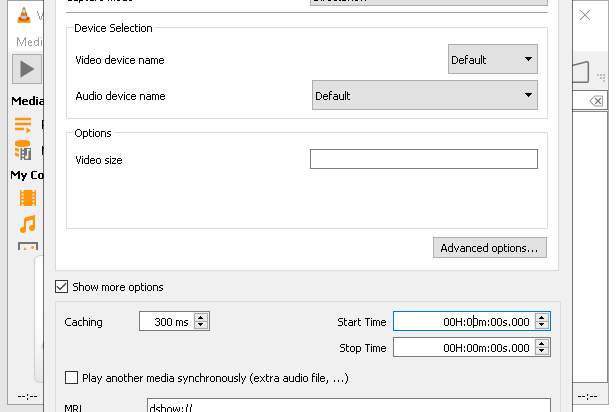 Device Selection
Video device name
Default
Audio device name
Default
Options
Video size
Advanced options...
Show more options
Caching
300 ms
Start Time
00H:00m:00s.000
Stop Time
00H:00m:00s.000
Play another media synchronously (extra audio file, ...)
MRL
dshow://
Medi
Media
My Co
--:--
--:--